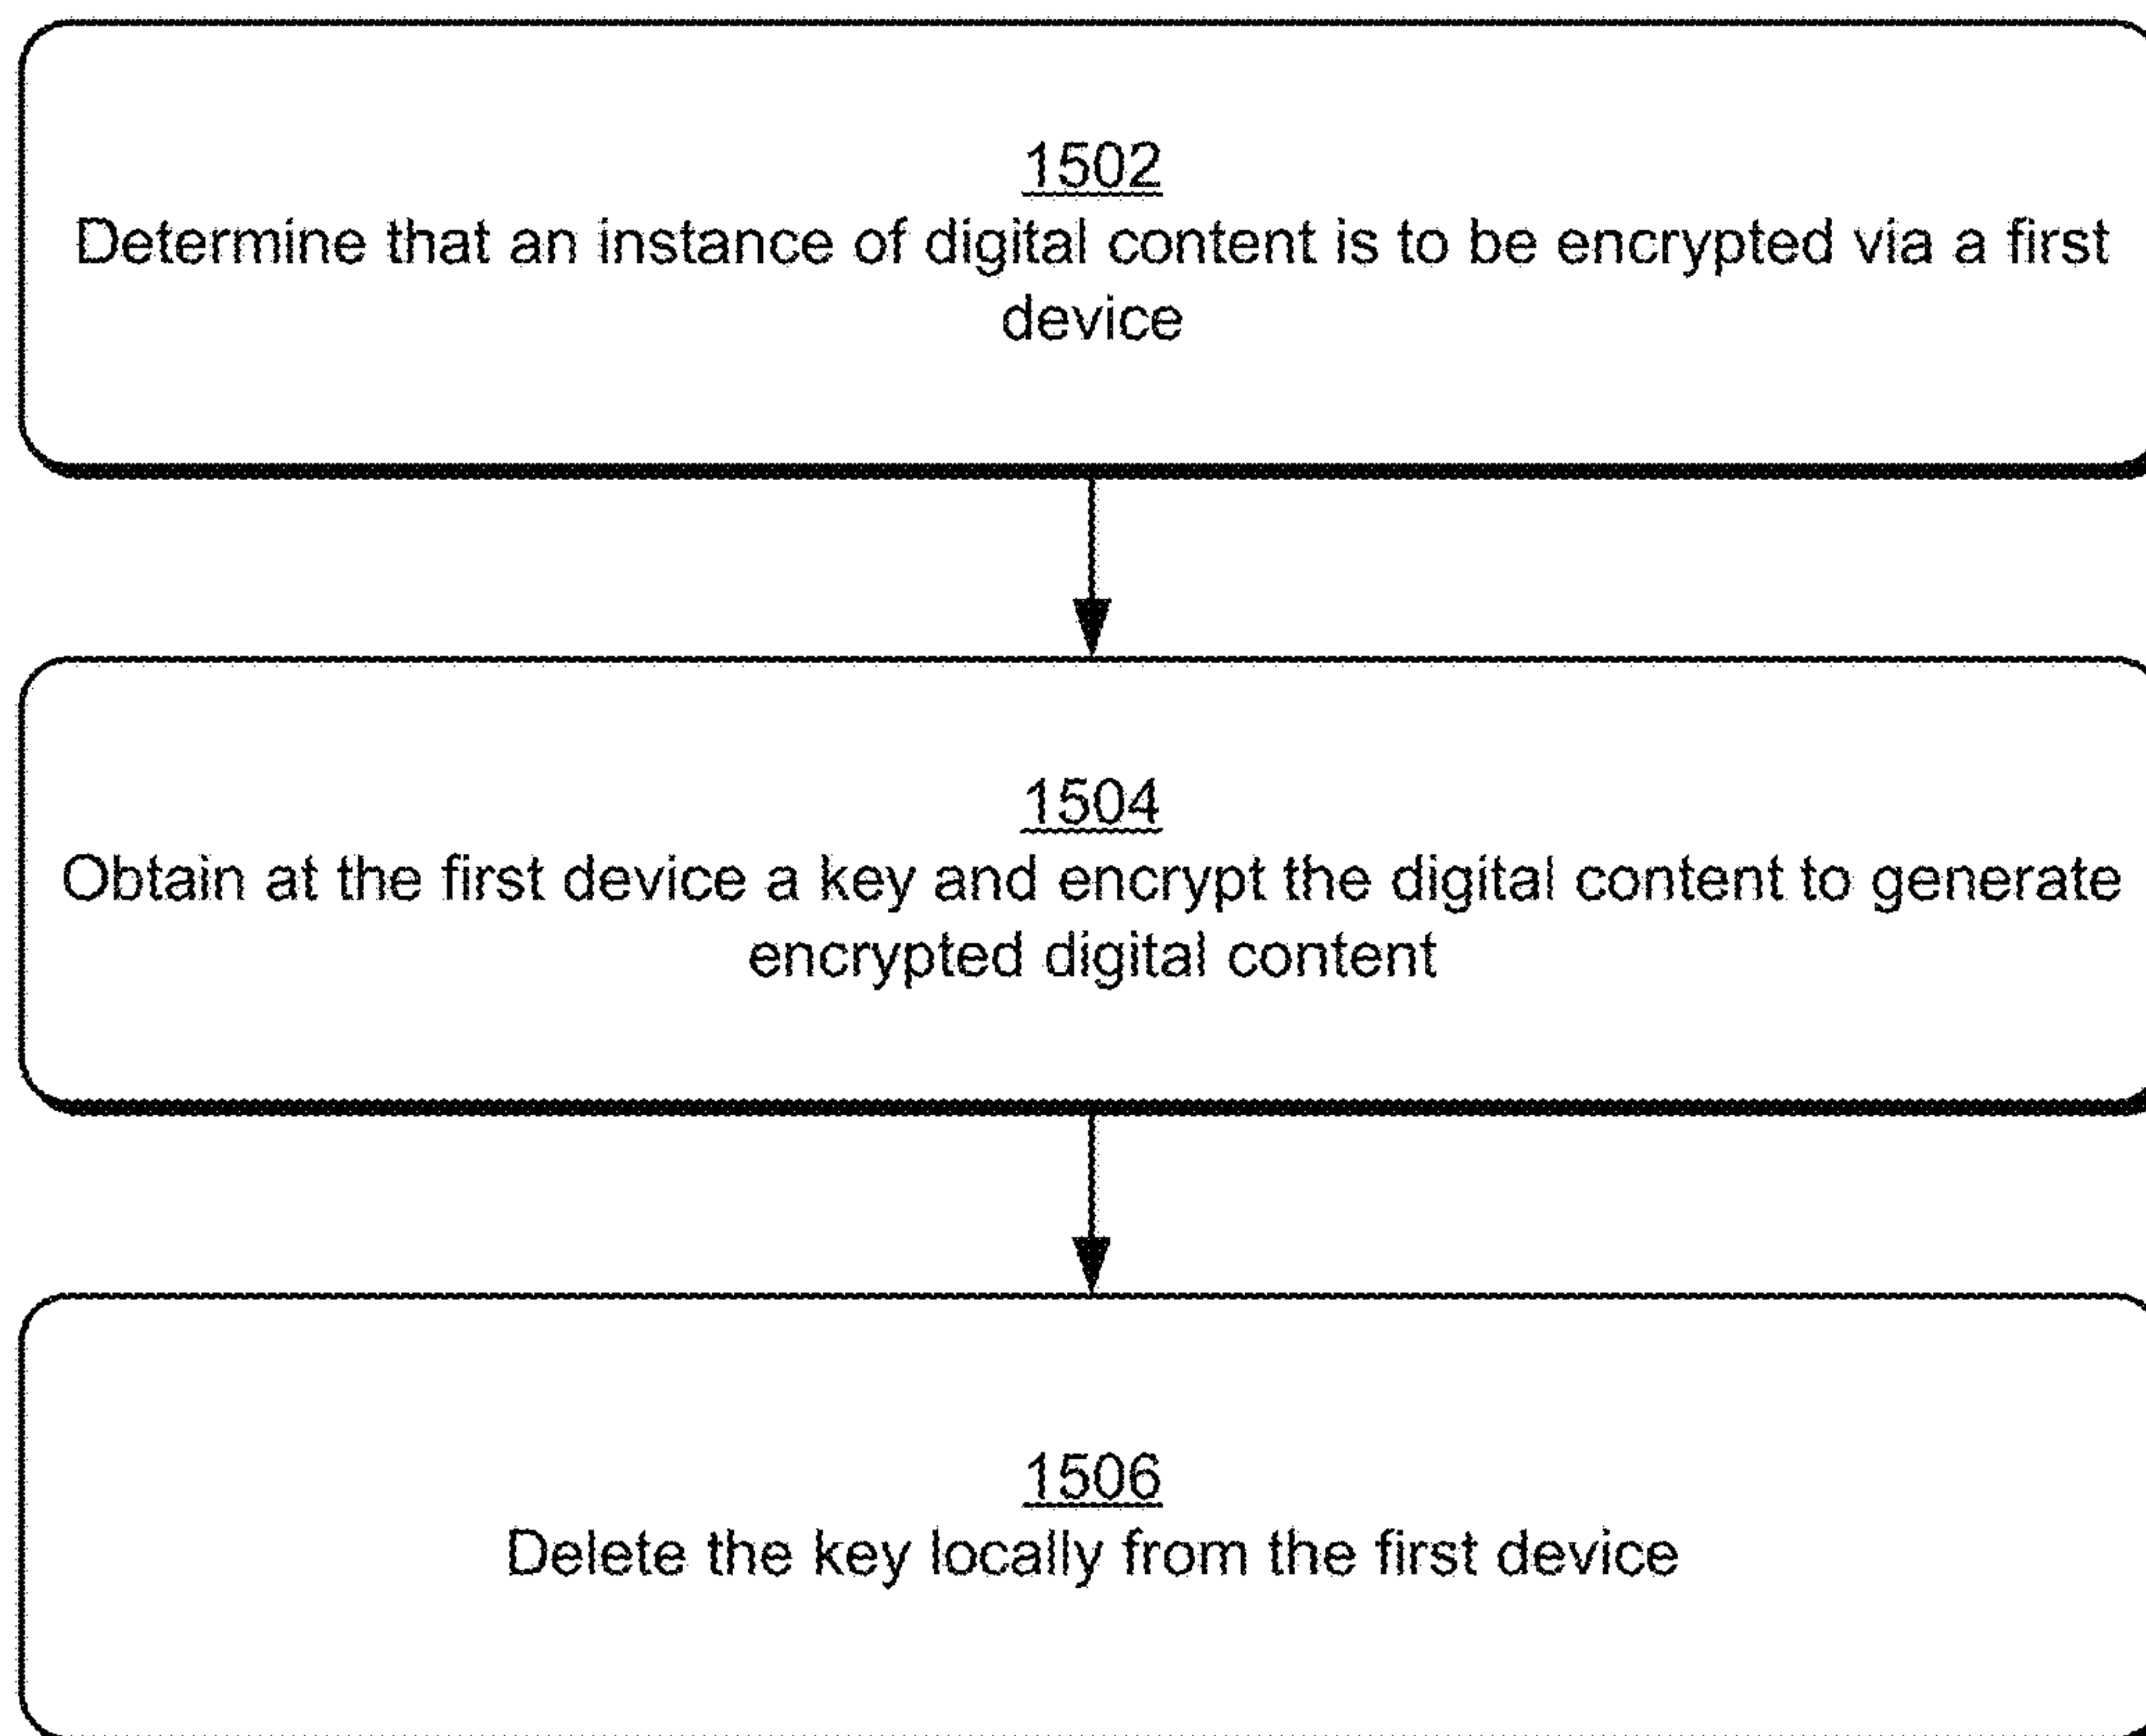 1502
Determine that an instance of digital content is to be encrypted via a first
device
1504
Obtain at the first device a key and encrypt the digital content to generate
encrypted digital content
1506
Delete the key locally from the first device